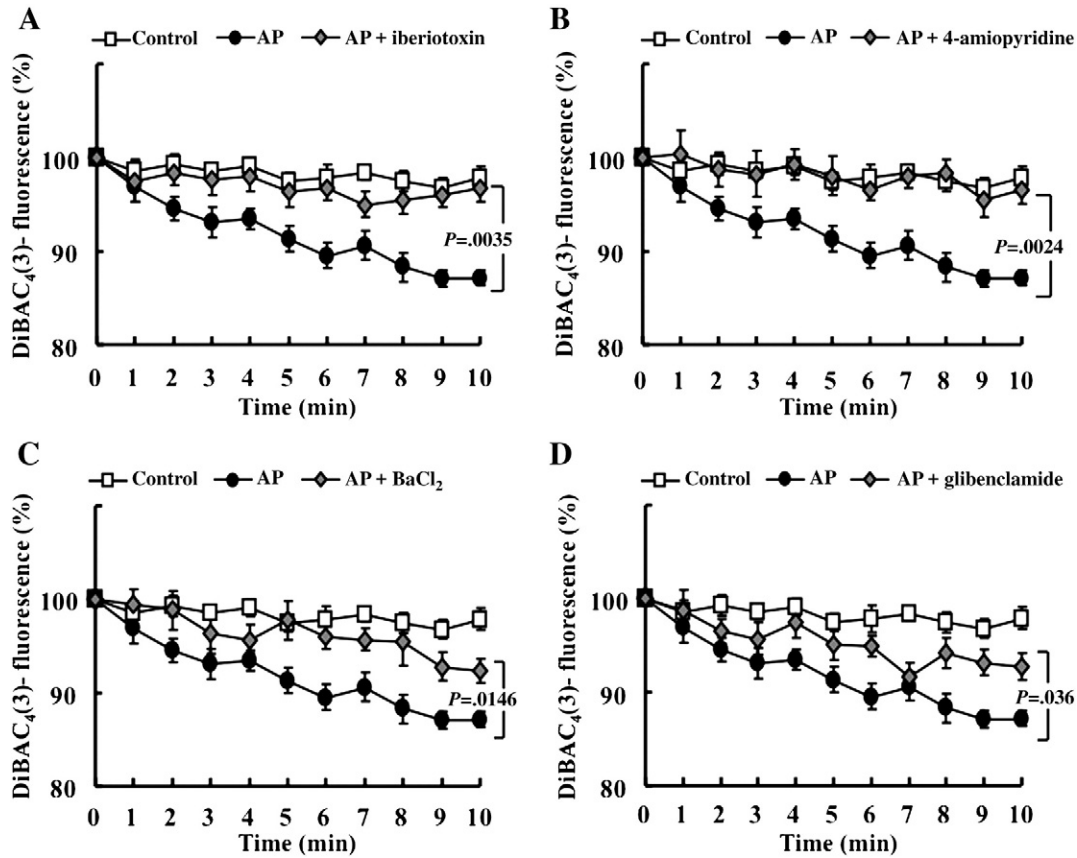 A
Control AP AP + iberiotoxin
DiBAC4(3)- fluorescence (%)
100
90
80
P=.0035
0 1 2 3 4 5 6 7 8 9 10
Time (min)
B
Control AP AP + 4-amiopyridine
DiBAC4(3)- fluorescence (%)
100
90
80
P=.0024
0 1 2 3 4 5 6 7 8 9 10
Time (min)
C
Control AP AP + BaCl2
DiBAC4(3)- fluorescence (%)
100
90
80
P=.0146
0 1 2 3 4 5 6 7 8 9 10
Time (min)
D
Control AP AP + glibenclamide
DiBAC4(3)- fluorescence (%)
100
90
80
P=.036
0 1 2 3 4 5 6 7 8 9 10
Time (min)